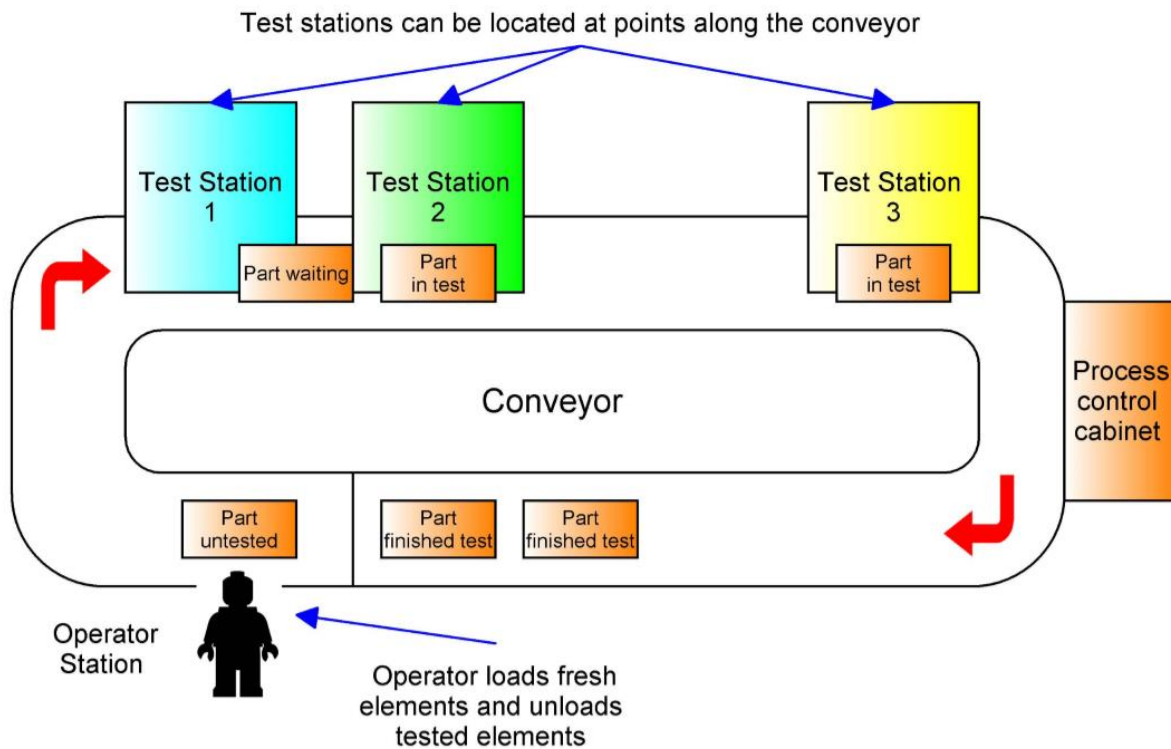 Test stations can be located at points along the conveyor
Test Station
1
Test Station
2
Test Station
3
Part waiting
Part
in test
Part
in test
Conveyor
Process
control
cabinet
Part
untested
Part
finished test
Part
finished test
Operator
Station
Operator loads fresh
elements and unloads
tested elements